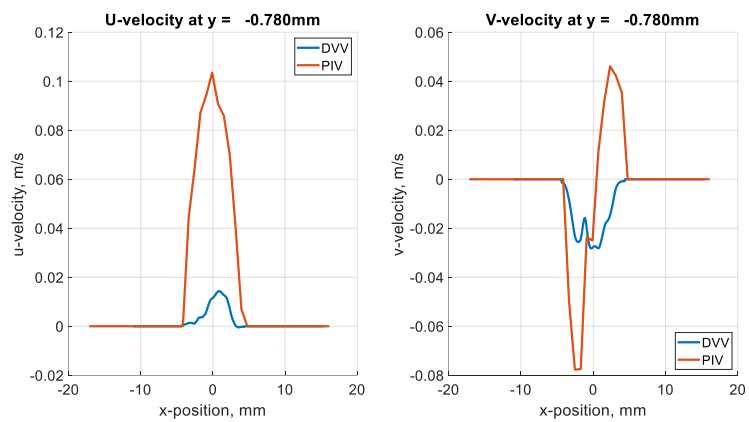 U-velocity at y = -0.780mm
0.12
0.1
0.08
0.06
0.04
0.02
0
-0.02
u-velocity, m/s
-20
-10
0
10
20
x-position, mm
DVV
PIV
V-velocity at y = -0.780mm
0.06
0.04
0.02
0
-0.02
-0.04
-0.06
-0.08
v-velocity, m/s
-20
-10
0
10
20
x-position, mm
DVV
PIV